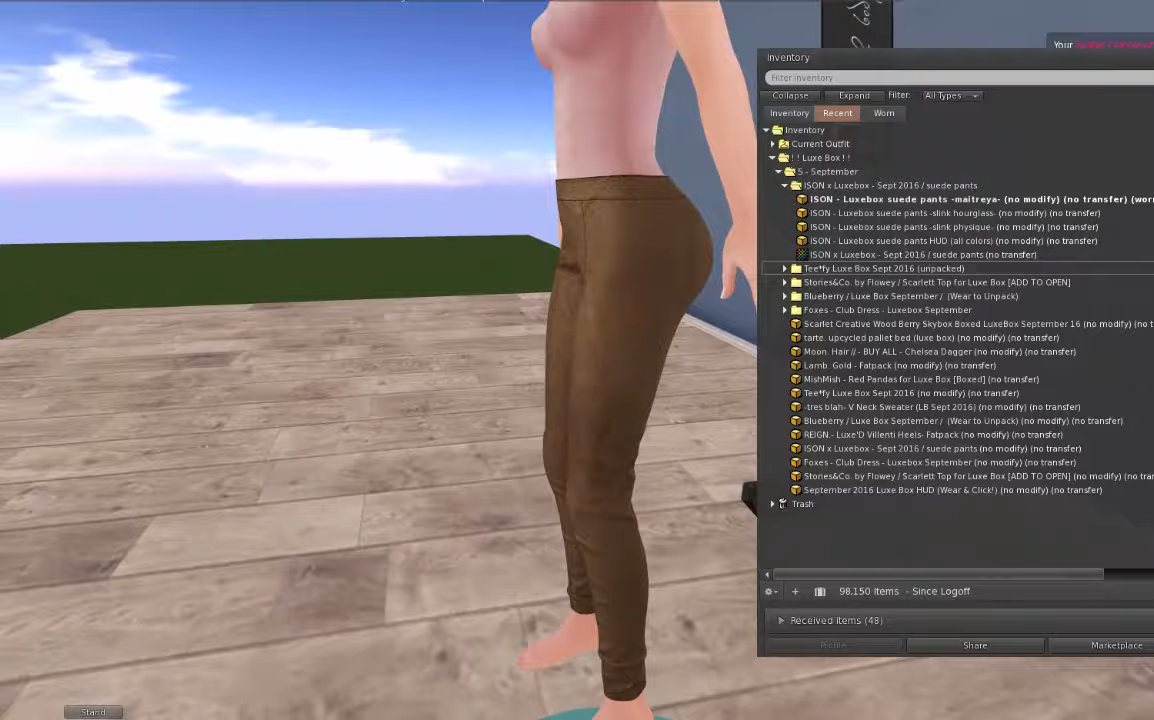 Your
Inventory
Filter Inventory
Collapse Expand Filter: All Types
Inventory Recent Worn
Inventory
Current Outfit
! ! Luxe Box ! !
S - September
ISON x Luxebox - Sept 2016 / suede pants
ISON - Luxebox suede pants -maitreya- (no modify) (no transfer) (wor
ISON - Luxebox suede pants -slink hourglass- (no modify) (no transfer)
ISON - Luxebox suede pants -slink physique- (no modify) (no transfer)
ISON - Luxebox suede pants HUD (all colors) (no modify) (no transfer)
ISON x Luxebox - Sept 2016 / suede pants (no transfer)
Tee*fy Luxe Box Sept 2016 (unpacked)
Stories&Co. by Flowey / Scarlett Top for Luxe Box [ADD TO OPEN]
Blueberry / Luxe Box September / (Wear to Unpack)
Foxes - Club Dress - Luxebox September
Scarlet Creative Wood Berry Skybox Boxed LuxeBox September 16 (no modify) (no t
tarte. upcycled pallet bed (luxe box) (no modify) (no transfer)
Moon. Hair // - BUY ALL - Chelsea Dagger (no modify) (no transfer)
Lamb. Gold - Fatpack (no modify) (no transfer)
MishMish - Red Pandas for Luxe Box [Boxed] (no transfer)
Tee*fy Luxe Box Sept 2016 (no modify) (no transfer)
-tres blah- V Neck Sweater (LB Sept 2016) (no modify) (no transfer)
Blueberry / Luxe Box September / (Wear to Unpack) (no modify) (no transfer)
REIGN.- Luxe'D Villenti Heels- Fatpack (no modify) (no transfer)
ISON x Luxebox - Sept 2016 / suede pants (no modify) (no transfer)
Foxes - Club Dress - Luxebox September (no modify) (no transfer)
Stories&Co. by Flowey / Scarlett Top for Luxe Box [ADD TO OPEN] (no modify) (no tran
September 2016 Luxe Box HUD (Wear & Click!) (no modify) (no transfer)
Trash
98,150 Items - Since Logoff
Received Items (48)
Profile Share Marketplace
Stand